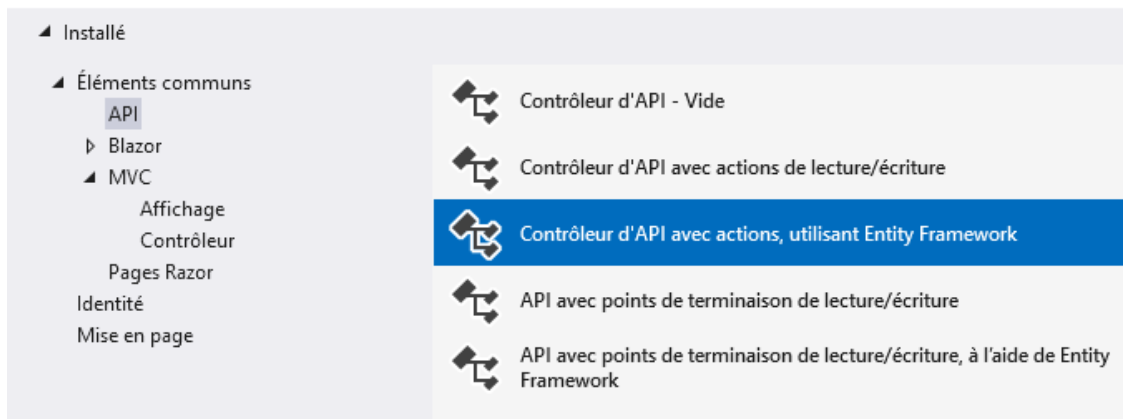 Installé
Éléments communs
API
Blazor
MVC
Affichage
Contrôleur
Pages Razor
Identité
Mise en page
Contrôleur d'API - Vide
Contrôleur d'API avec actions de lecture/écriture
Contrôleur d'API avec actions, utilisant Entity Framework
API avec points de terminaison de lecture/écriture
API avec points de terminaison de lecture/écriture, à l'aide de Entity
Framework